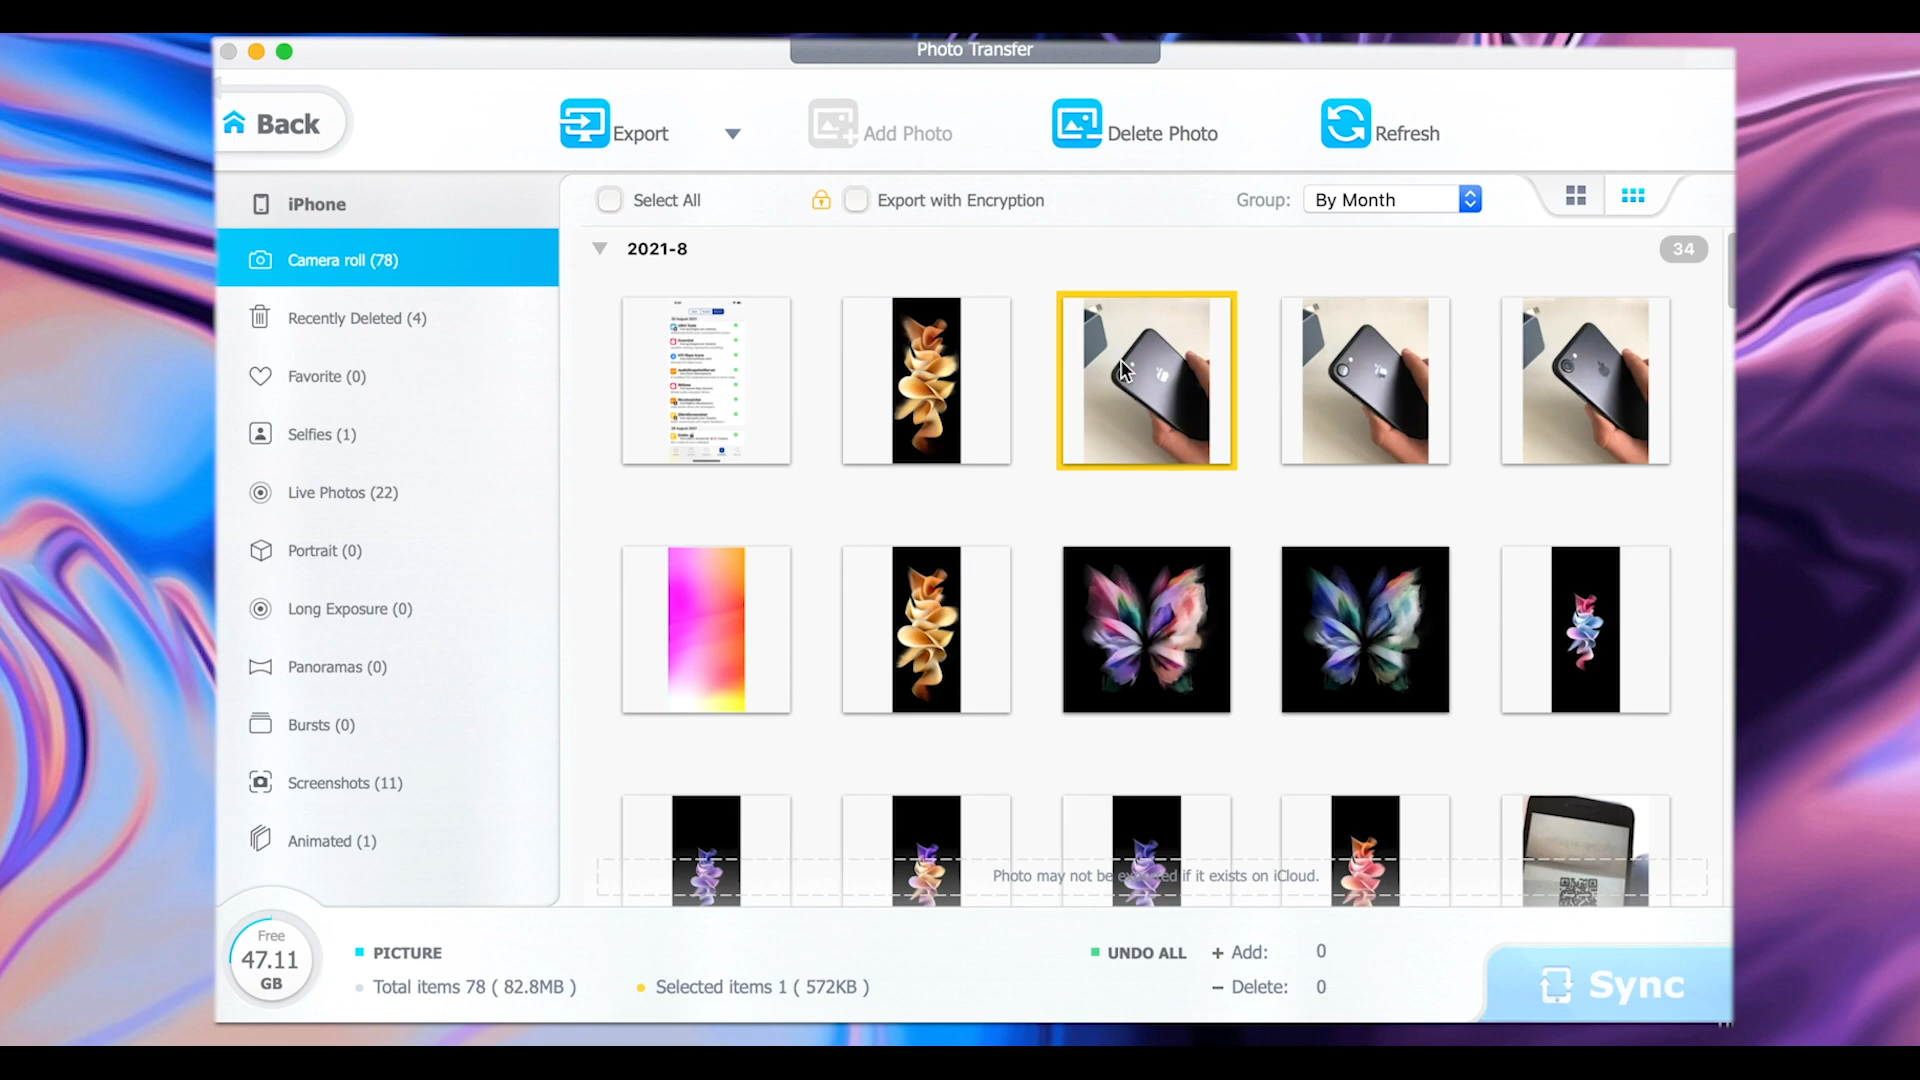 Photo Transfer
Back
Export
Add Photo
Delete Photo
Refresh
iPhone
Select All
Export with Encryption
Group:
By Month
2021-8
34
Camera roll (78)
Recently Deleted (4)
Favorite (0)
Selfies (1)
Live Photos (22)
Portrait (0)
Long Exposure (0)
Panoramas (0)
Bursts (0)
Screenshots (11)
Animated (1)
Photo may not be if it exists on iCloud.
Free
47.11
GB
PICTURE
Total items 78 ( 82.8MB )
Selected items 1 ( 572KB )
UNDO ALL
+ Add: 0
− Delete: 0
Sync